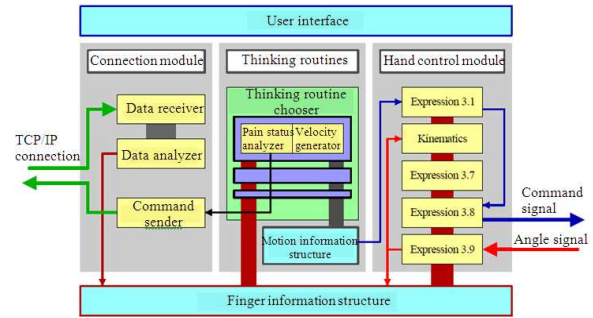 User interface
Connection module
Thinking routines
Hand control module
Data receiver
Data analyzer
Command
sender
TCP/IP
connection
Thinking routine
chooser
Pain status
analyzer
Velocity
generator
Motion information
structure
Expression 3.1
Kinematics
Expression 3.7
Expression 3.8
Expression 3.9
Command
signal
Angle signal
Finger information structure